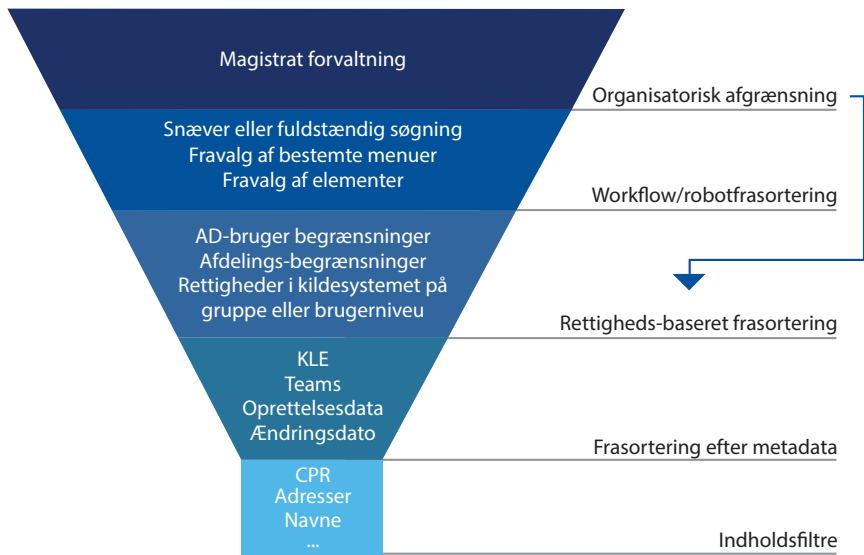 Magistrat forvaltning
Organisatorisk afgrænsning
Snæver eller fuldstændig søgning
Fravalg af bestemte menuer
Fravalg af elementer
Workflow/robotfrasortering
AD-bruger begrænsninger
Afdelings-begrænsninger
Rettigheder i kildesystemet på
gruppe eller brugerniveu
Rettigheds-baseret frasortering
KLE
Teams
Oprettelsesdata
Ændringsdato
Frasortering efter metadata
CPR
Adresser
Navne
...
Indholdsfiltre